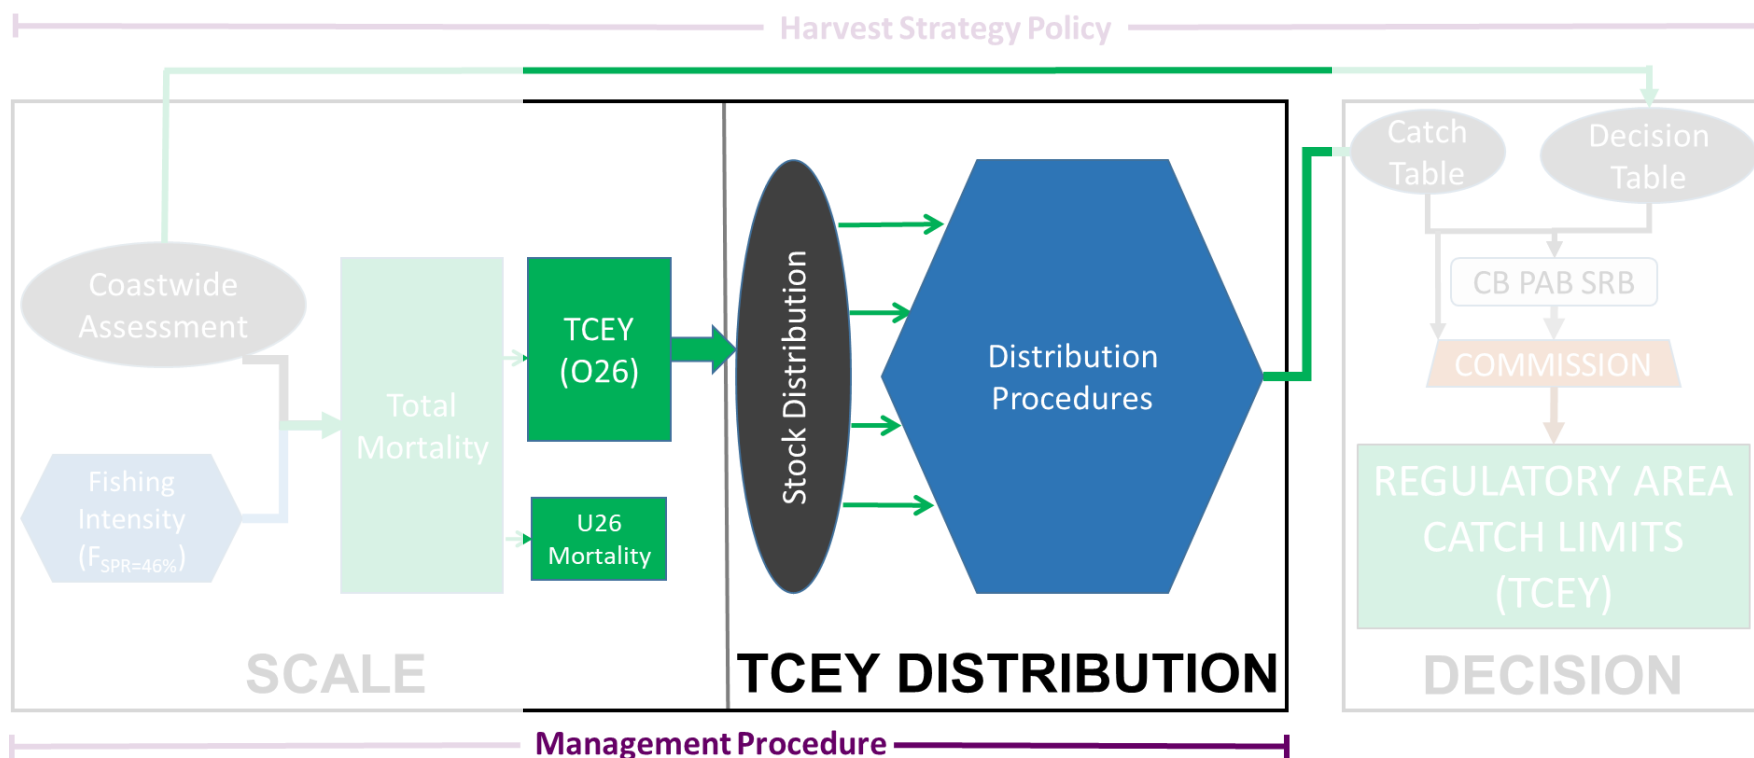 Harvest Strategy Policy
Coastwide
Assessment
Fishing
Intensity
(FSPR=46%)
Total
Mortality
TCEY
(O26)
U26
Mortality
SCALE
Stock Distribution
Distribution
Procedures
TCEY DISTRIBUTION
Catch
Table
Decision
Table
CB PAB SRB
COMMISSION
REGULATORY AREA
CATCH LIMITS
(TCEY)
DECISION
Management Procedure